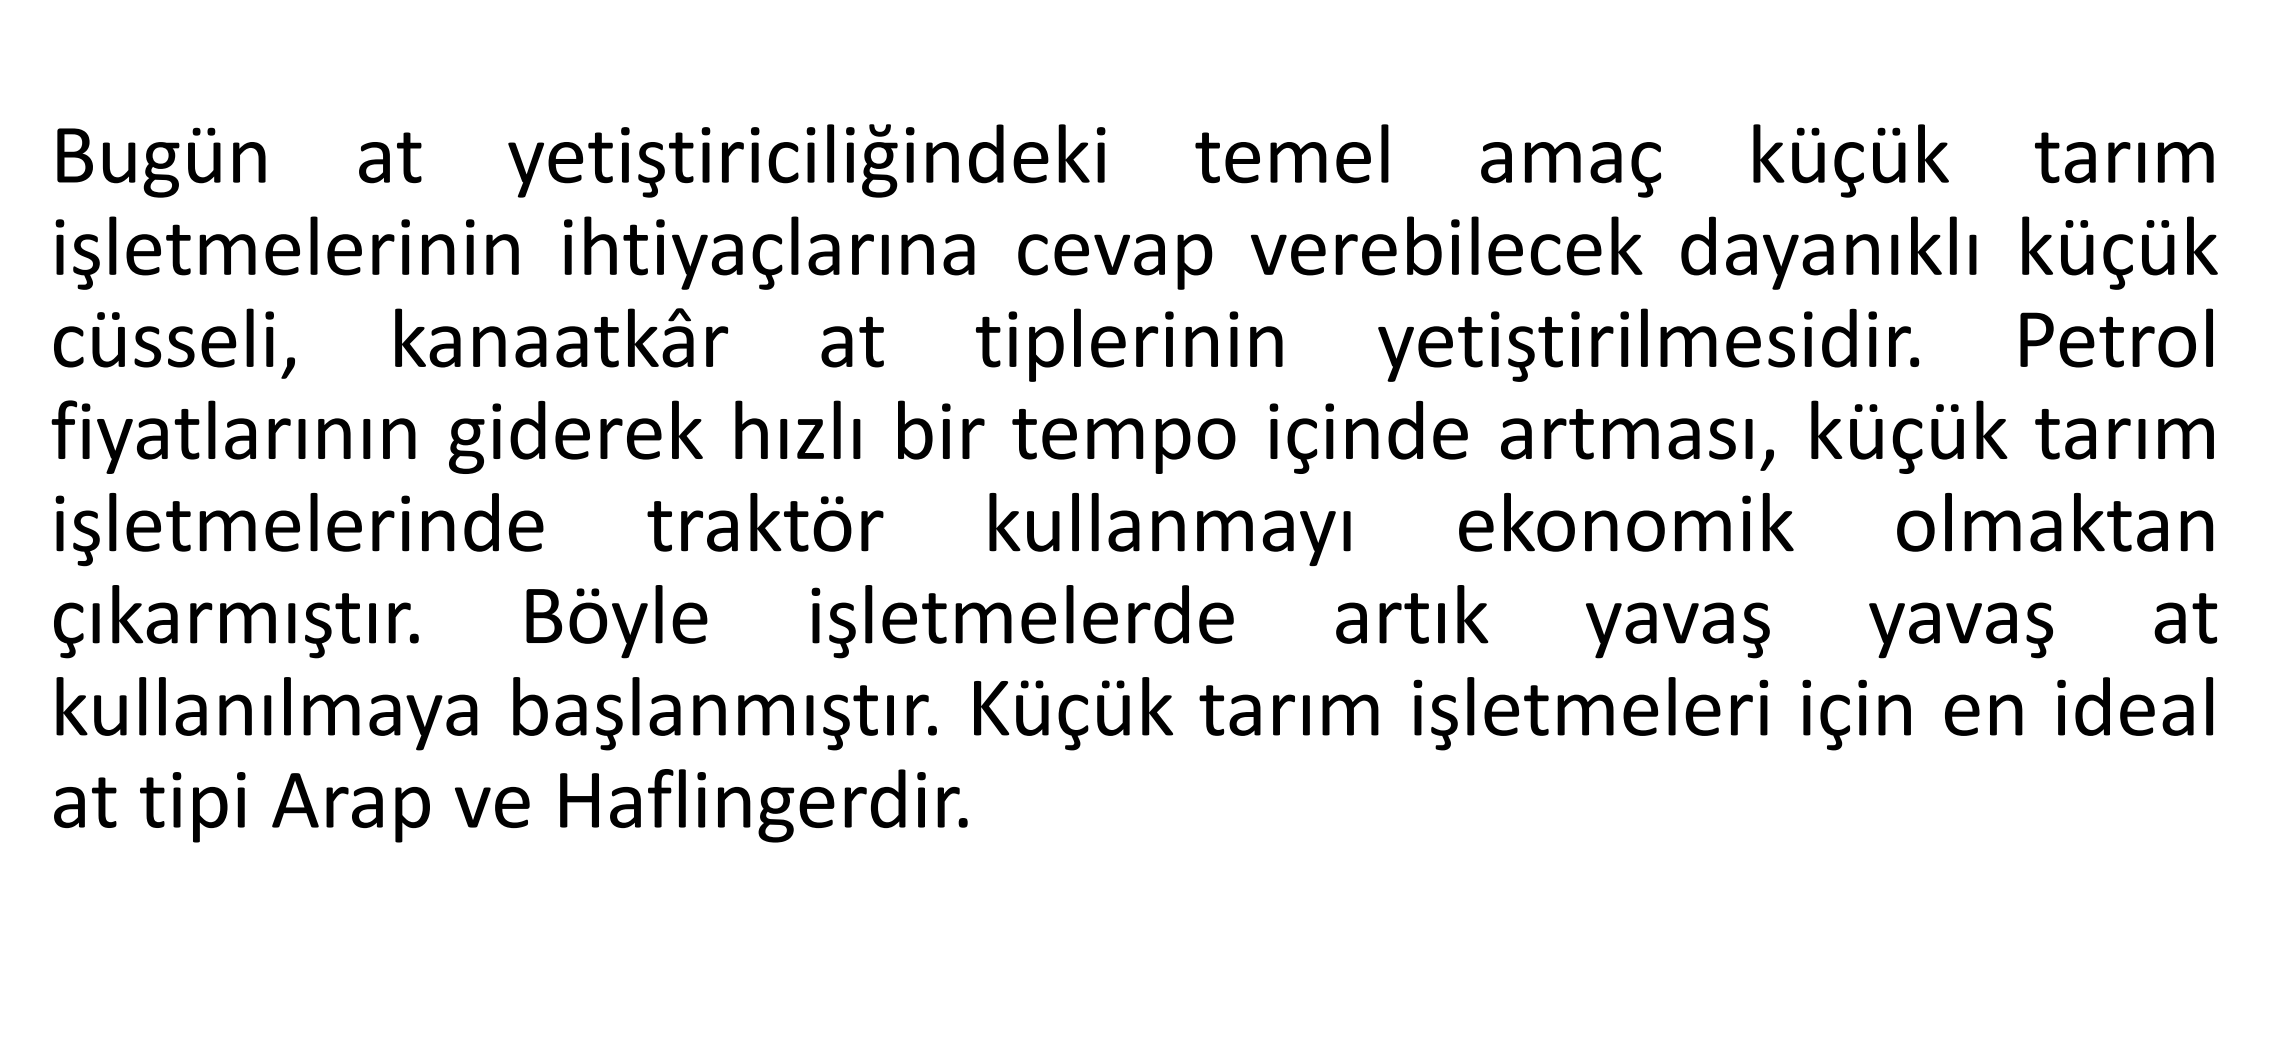 Bugün at yetiştiriciliğindeki temel amaç küçük tarım
işletmelerinin ihtiyaçlarına cevap verebilecek dayanıklı küçük
cüsseli, kanaatkâr at tiplerinin yetiştirilmesidir. Petrol
fiyatlarının giderek hızlı bir tempo içinde artması, küçük tarım
işletmelerinde traktör kullanmayı ekonomik olmaktan
çıkarmıştır. Böyle işletmelerde artık yavaş yavaş at
kullanılmaya başlanmıştır. Küçük tarım işletmeleri için en ideal
at tipi Arap ve Haflingerdir.